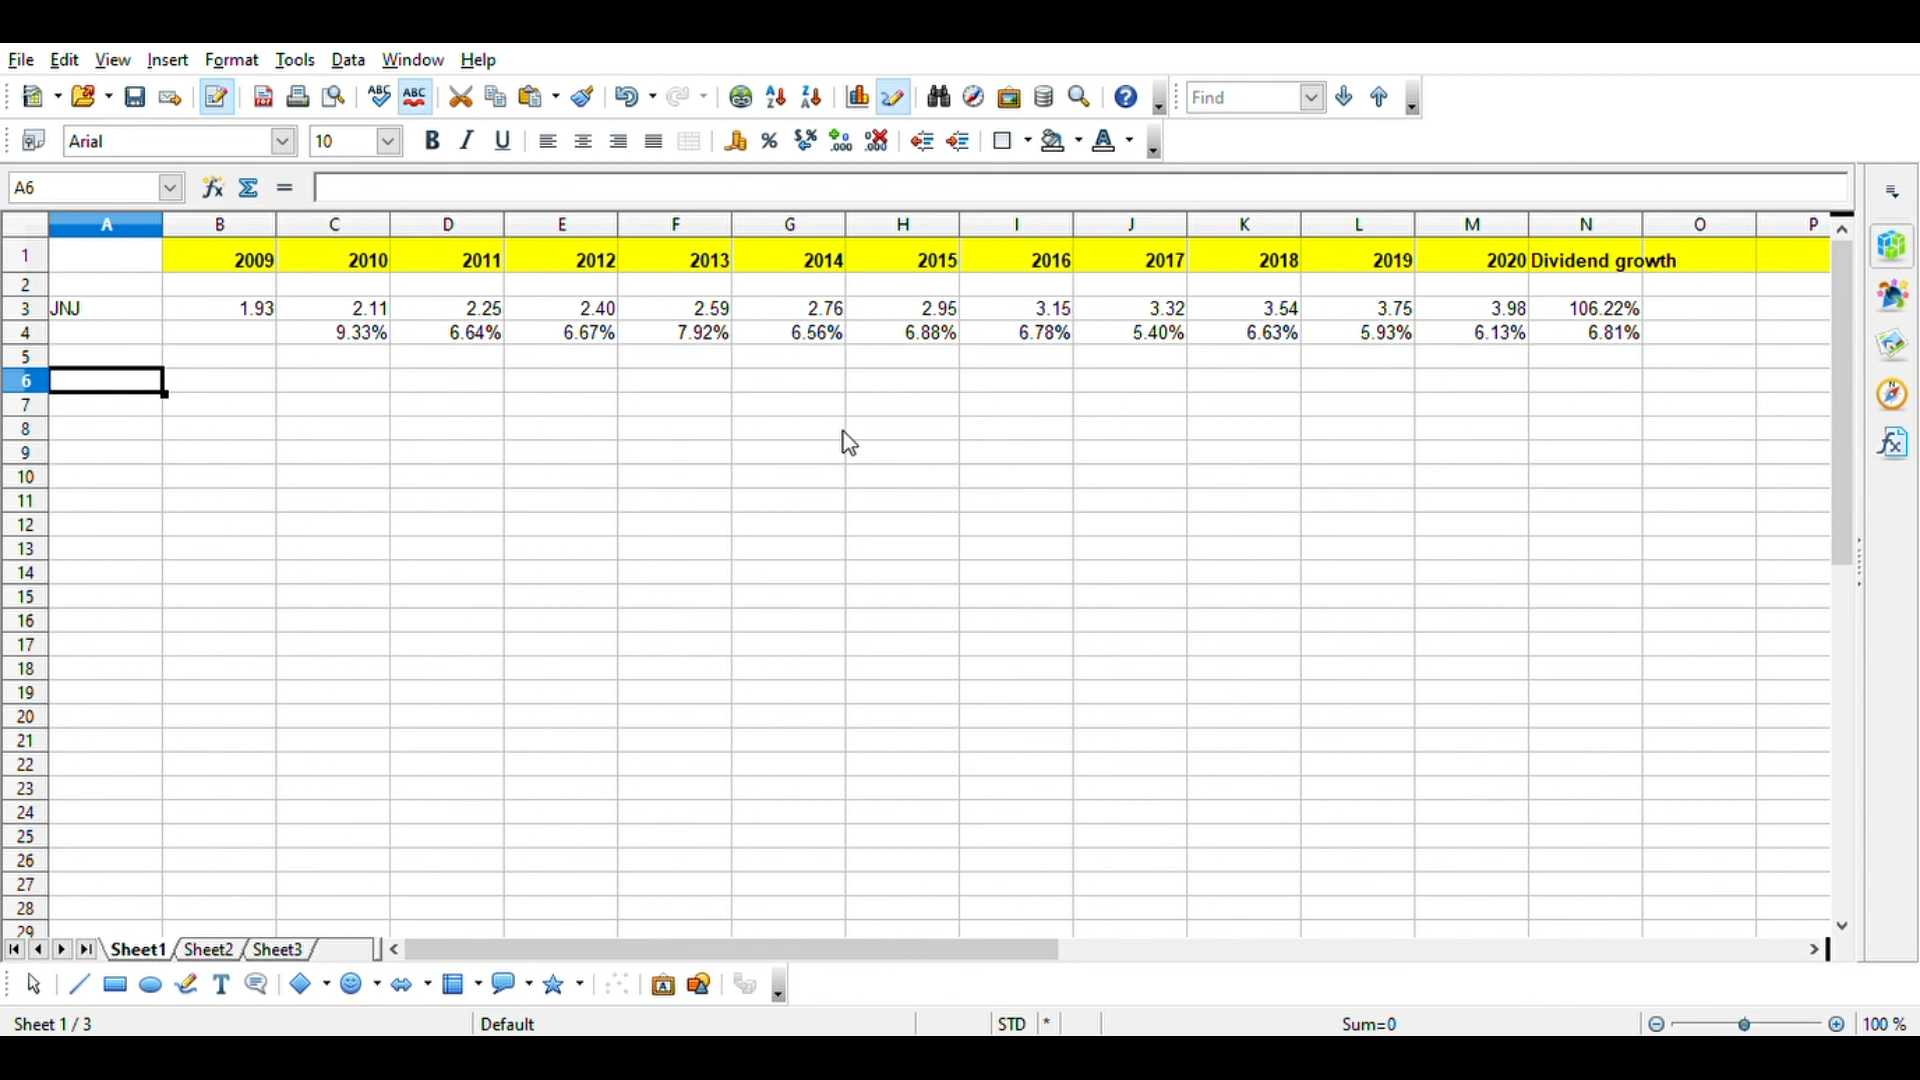 File Edit View Insert Format Tools Data Window Help
Find
Arial 10
A6
A B C D E F G H I J K L M N O P
1 2009 2010 2011 2012 2013 2014 2015 2016 2017 2018 2019 2020 Dividend growth
2
3 JNJ 1.93 2.11 2.25 2.40 2.59 2.76 2.95 3.15 3.32 3.54 3.75 3.98 106.22%
4 9.33% 6.64% 6.67% 7.92% 6.56% 6.88% 6.78% 5.40% 6.63% 5.93% 6.13% 6.81%
5
6
7
8
9
10
11
12
13
14
15
16
17
18
19
20
21
22
23
24
25
26
27
28
29
Sheet1 Sheet2 Sheet3
Sheet 1 / 3 Default STD * Sum=0 100 %